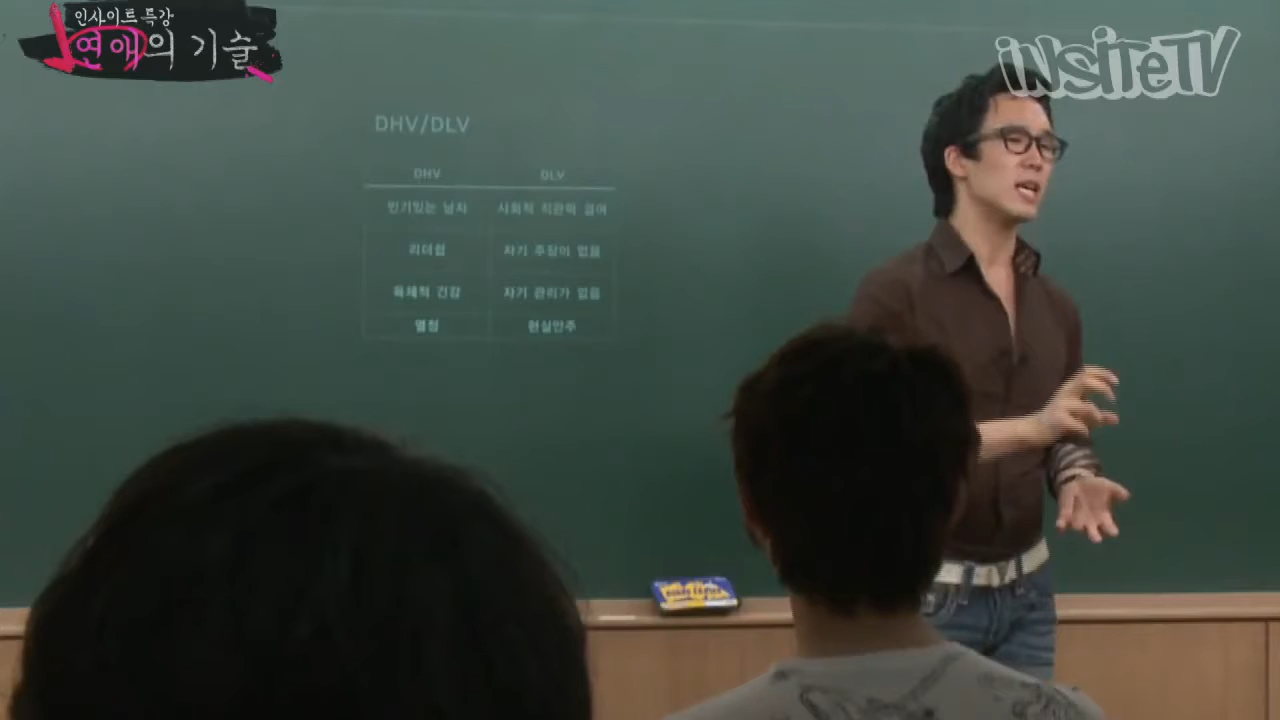 인사이트 특강
연애의 기술
iNSiTeTV
DHV/DLV
DHV DLV
인기있는 남자 사회적 직관력 결여
리더쉽 자기 주장이 없음
육체적 건강 자기 관리가 없음
열정 현실안주